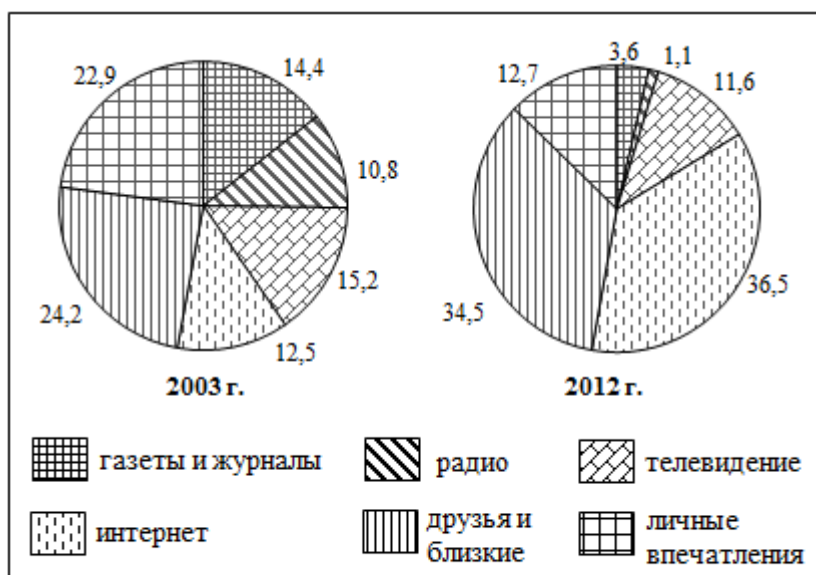 22,9
14,4
10,8
15,2
12,5
24,2
2003 г.
3,6
1,1
11,6
36,5
34,5
12,7
2012 г.
газеты и журналы
радио
телевидение
интернет
друзья и
близкие
личные
впечатления